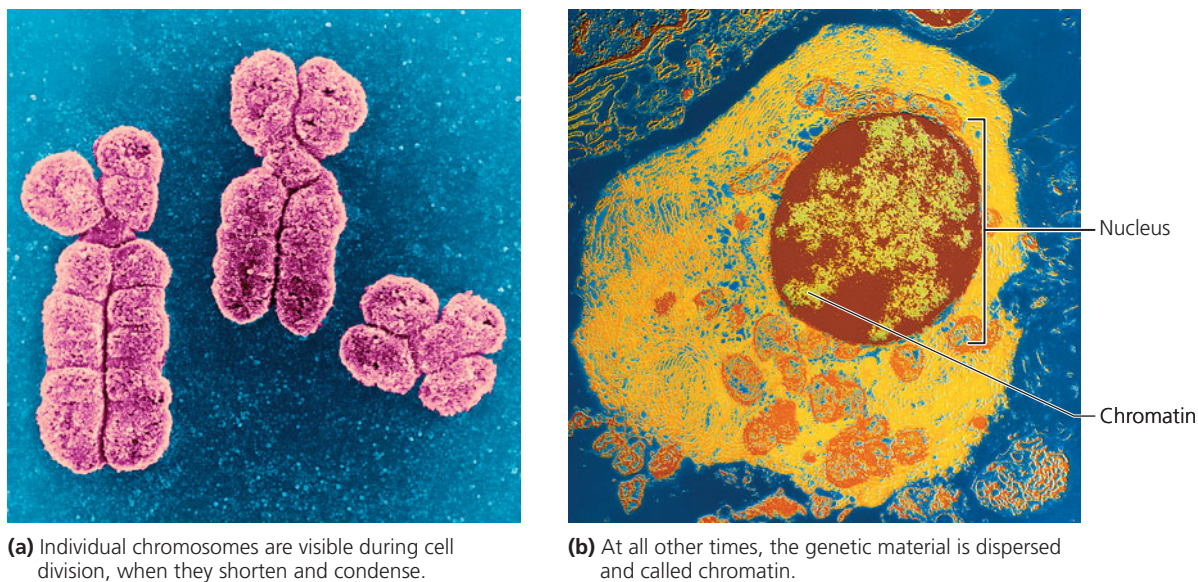 Nucleus
Chromatin
(a) Individual chromosomes are visible during cell
division, when they shorten and condense.
(b) At all other times, the genetic material is dispersed
and called chromatin.